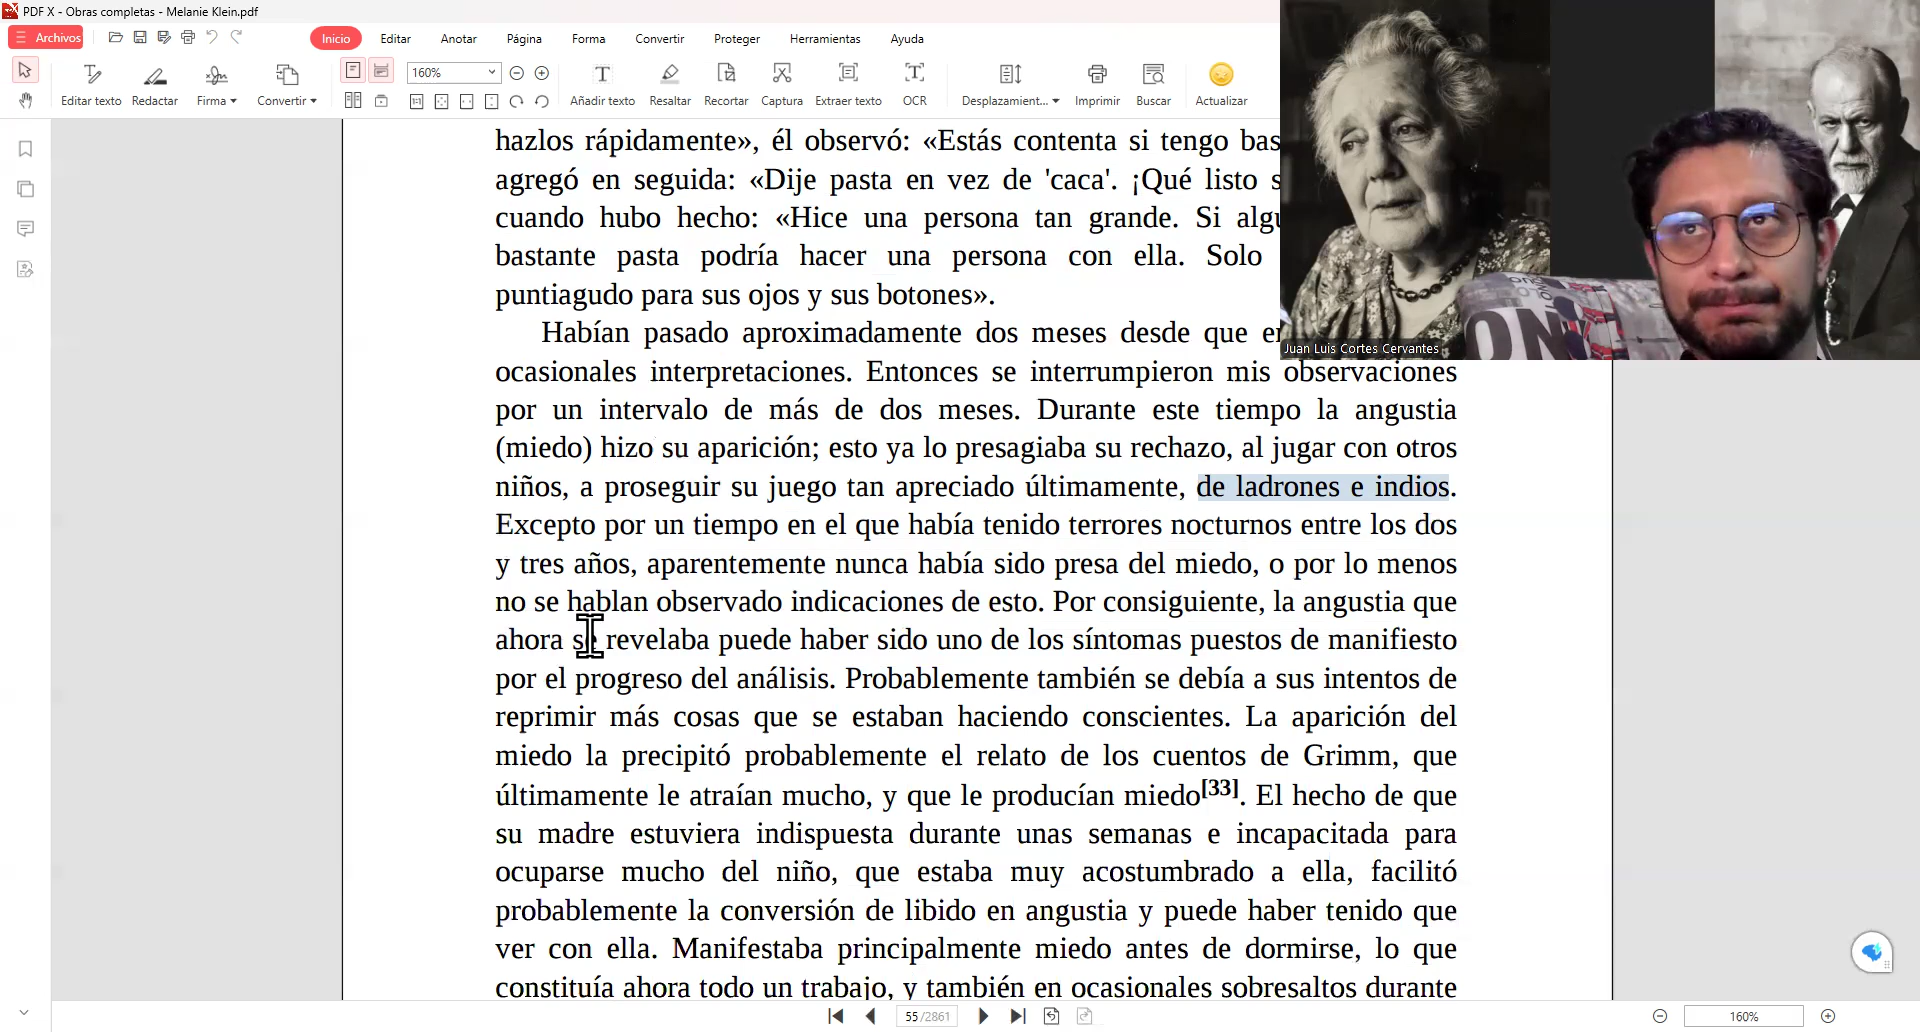 PDF X - Obras completas - Melanie Klein.pdf
Archivos
Inicio
Editar
Anotar
Página
Forma
Convertir
Proteger
Herramientas
Ayuda
160%
Editar texto
Redactar
Firma
Convertir
Añadir texto
Resaltar
Recortar
Captura
Extraer texto
OCR
Desplazamient...
Imprimir
Buscar
Actualizar
hazlos rápidamente», él observó: «Estás contenta si tengo bas
agregó en seguida: «Dije pasta en vez de 'caca'. ¡Qué listo s
cuando hubo hecho: «Hice una persona tan grande. Si algu
bastante pasta podría hacer una persona con ella. Solo
puntiagudo para sus ojos y sus botones».
Habían pasado aproximadamente dos meses desde que e
ocasionales interpretaciones. Entonces se interrumpieron mis observaciones
por un intervalo de más de dos meses. Durante este tiempo la angustia
(miedo) hizo su aparición; esto ya lo presagiaba su rechazo, al jugar con otros
niños, a proseguir su juego tan apreciado últimamente, de ladrones e indios.
Excepto por un tiempo en el que había tenido terrores nocturnos entre los dos
y tres años, aparentemente nunca había sido presa del miedo, o por lo menos
no se hablan observado indicaciones de esto. Por consiguiente, la angustia que
ahora se revelaba puede haber sido uno de los síntomas puestos de manifiesto
por el progreso del análisis. Probablemente también se debía a sus intentos de
reprimir más cosas que se estaban haciendo conscientes. La aparición del
miedo la precipitó probablemente el relato de los cuentos de Grimm, que
últimamente le atraían mucho, y que le producían miedo[33]. El hecho de que
su madre estuviera indispuesta durante unas semanas e incapacitada para
ocuparse mucho del niño, que estaba muy acostumbrado a ella, facilitó
probablemente la conversión de libido en angustia y puede haber tenido que
ver con ella. Manifestaba principalmente miedo antes de dormirse, lo que
constituía ahora todo un trabajo, y también en ocasionales sobresaltos durante
Juan Luis Cortes Cervantes
ON
55 /2861
160%